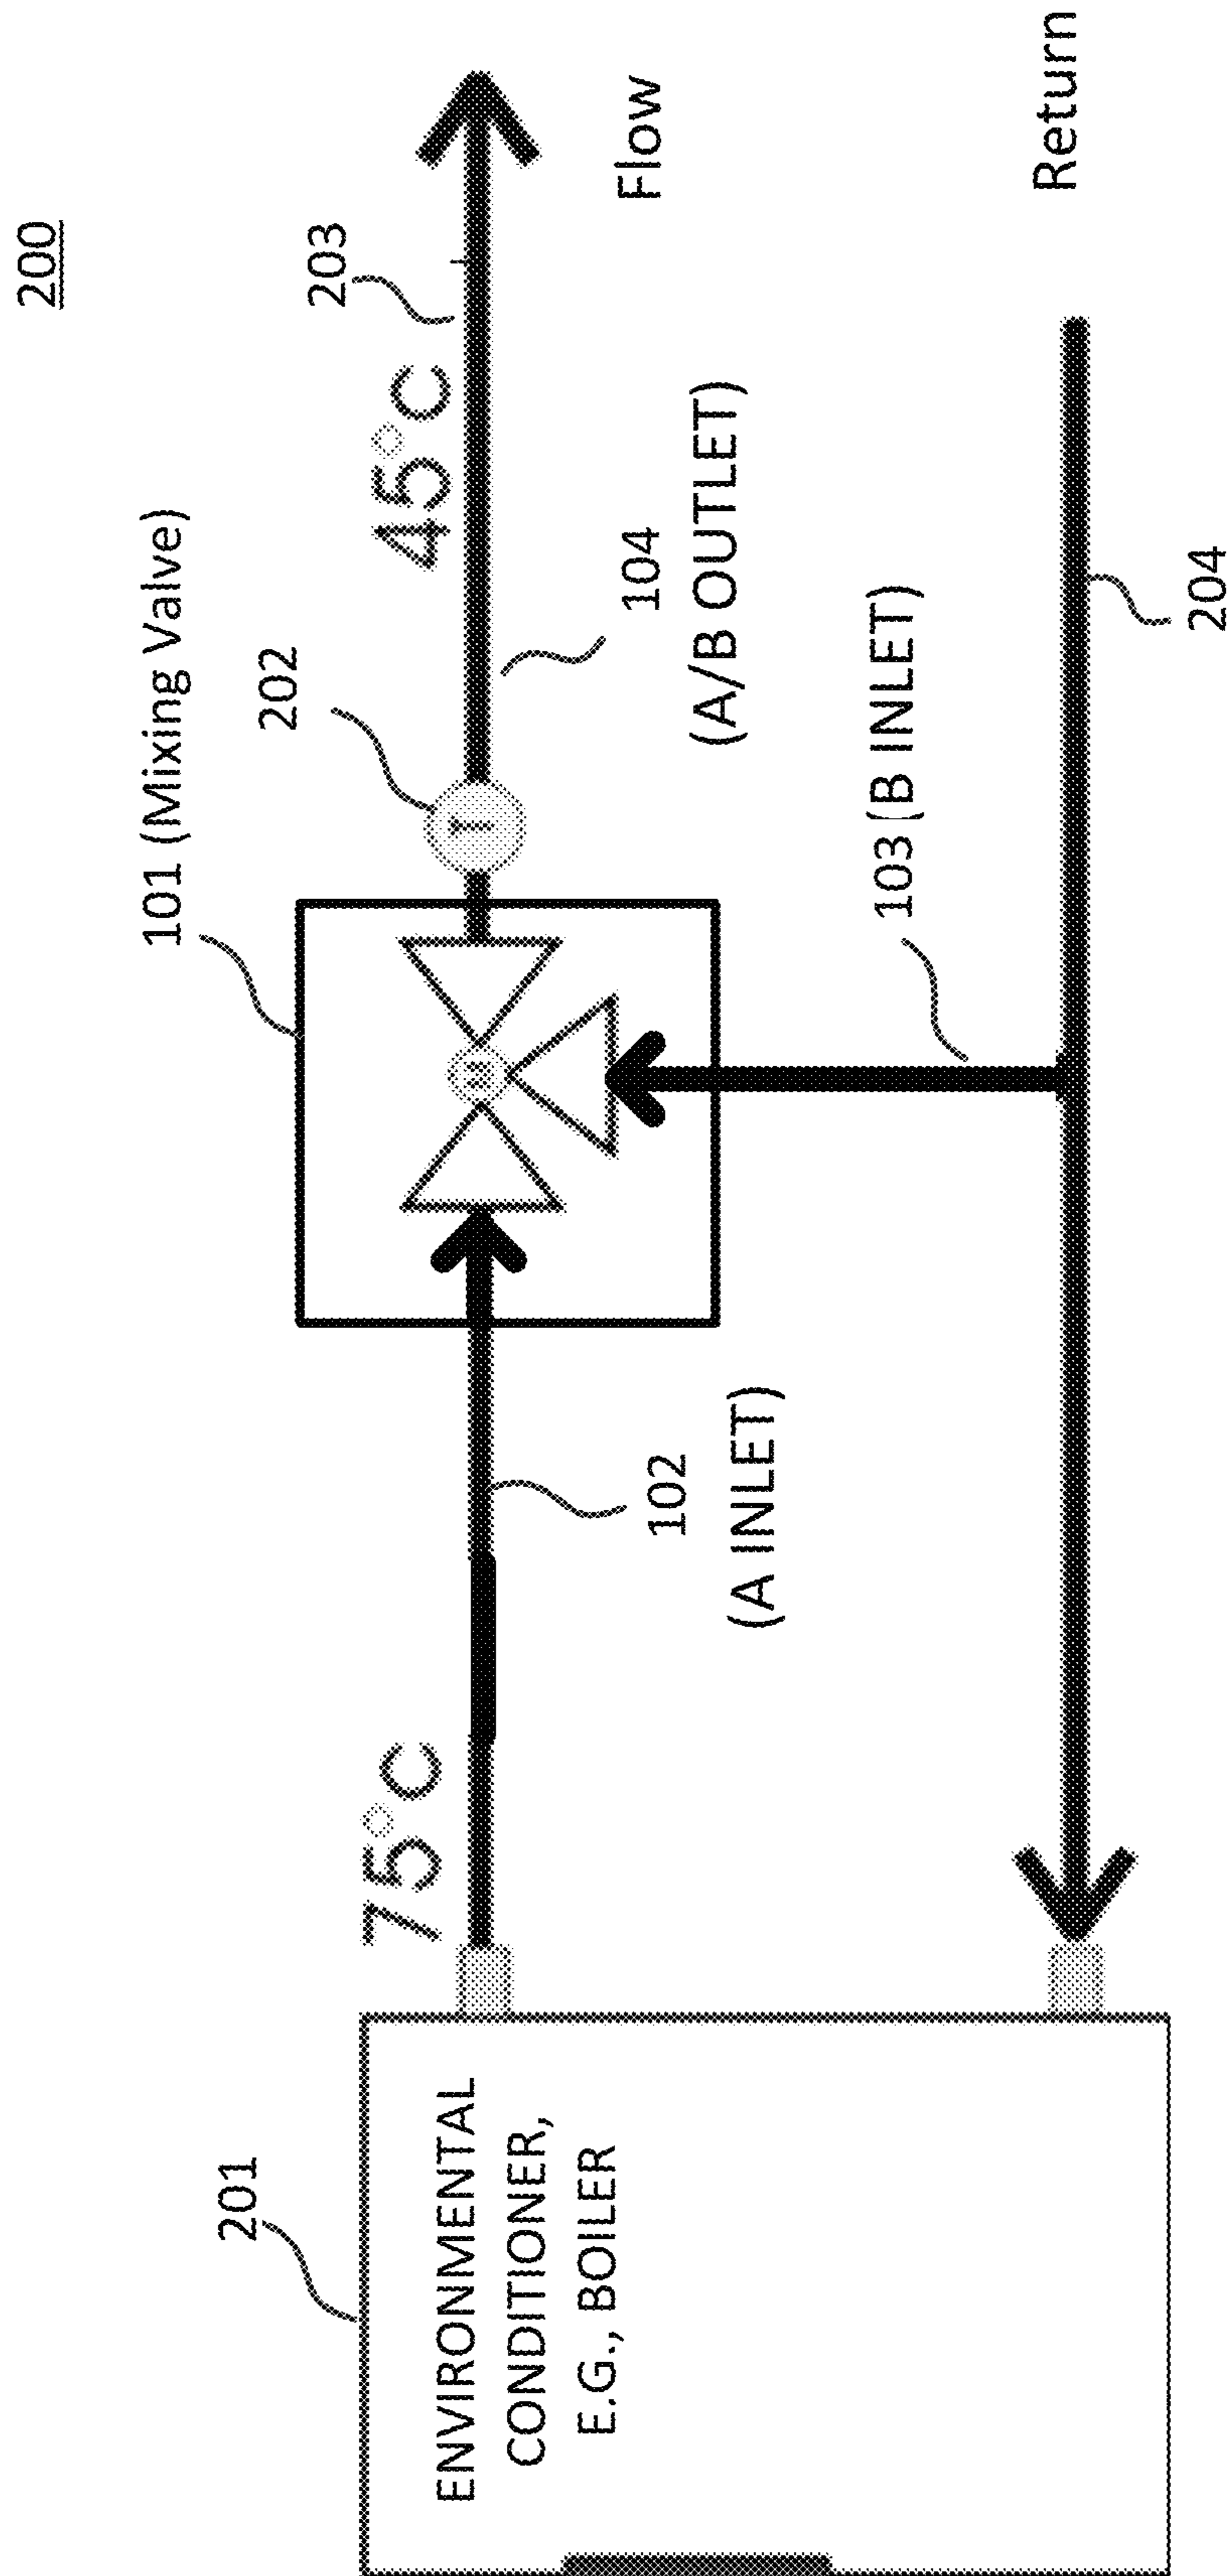 200
101 (Mixing Valve)
202
203
45°C
Flow
T
M
104
(A/B OUTLET)
75°C
102
(A INLET)
103 (B INLET)
Return
204
201
ENVIRONMENTAL
CONDITIONER,
E.G., BOILER